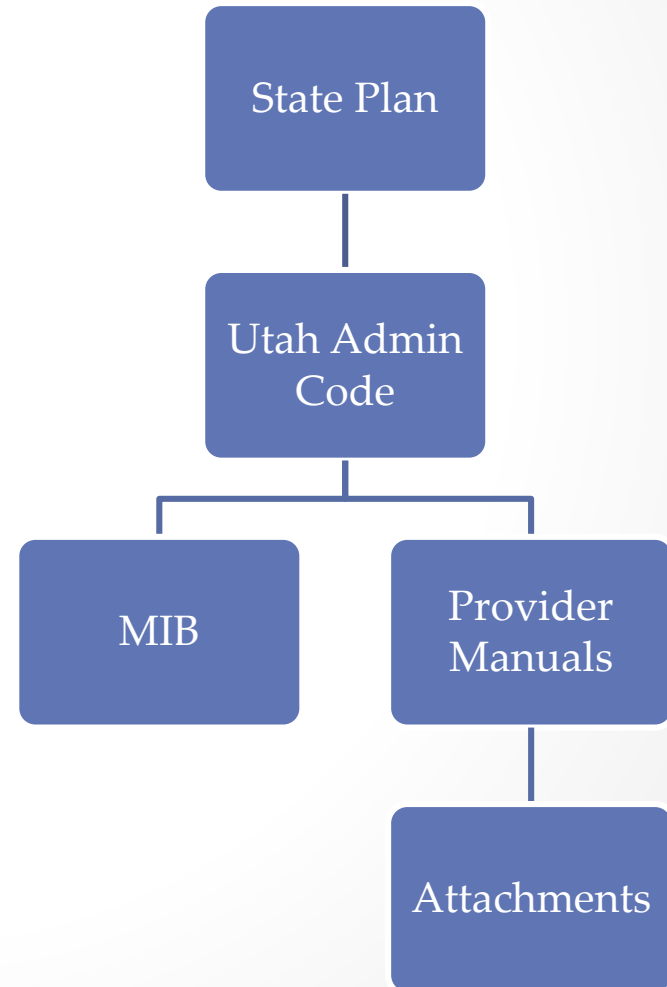 State Plan
Utah Admin
Code
MIB
Provider
Manuals
Attachments